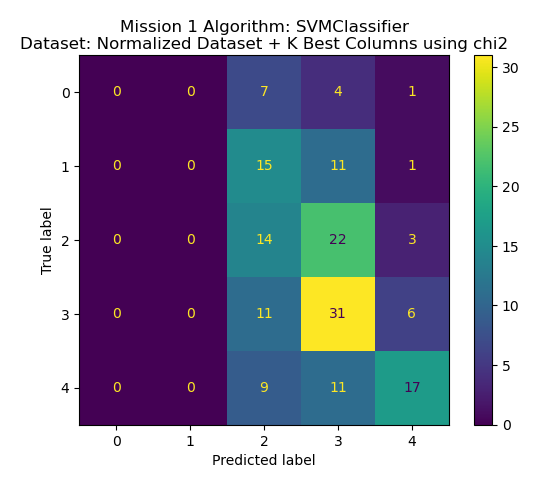 Mission 1 Algorithm: SVMClassifier
Dataset: Normalized Dataset + K Best Columns using chi2
True label
0 0 0 7 4 1
1 0 0 15 11 1
2 0 0 14 22 3
3 0 0 11 31 6
4 0 0 9 11 17
0 1 2 3 4
Predicted label
30
25
20
15
10
5
0